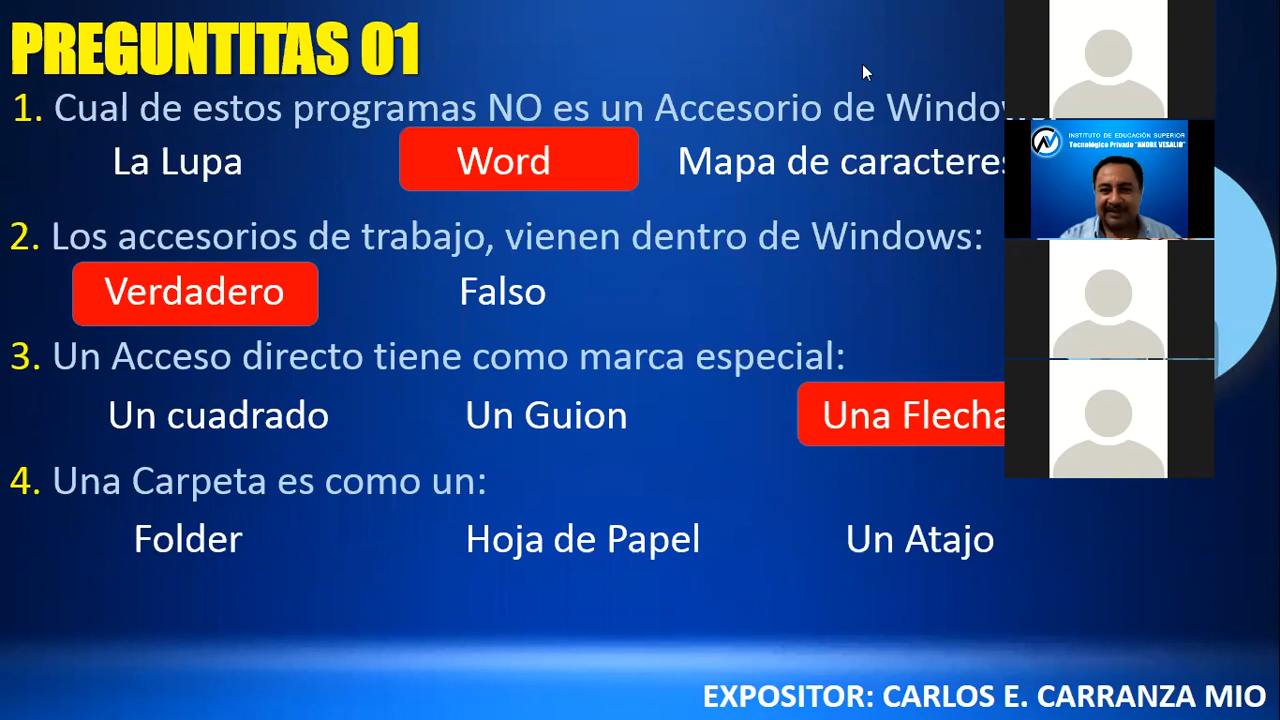 PREGUNTITAS 01
1. Cual de estos programas NO es un Accesorio de
La Lupa Word Mapa de caracteres
2. Los accesorios de trabajo, vienen dentro de Windows:
Verdadero Falso
3. Un Acceso directo tiene como marca especial:
Un cuadrado Un Guion Una Flecha
4. Una Carpeta es como un:
Folder Hoja de Papel Un Atajo
INSTITUTO DE EDUCACIÓN SUPERIOR
Tecnológico Privado "ANDRE VESALIO"
EXPOSITOR: CARLOS E. CARRANZA MIO